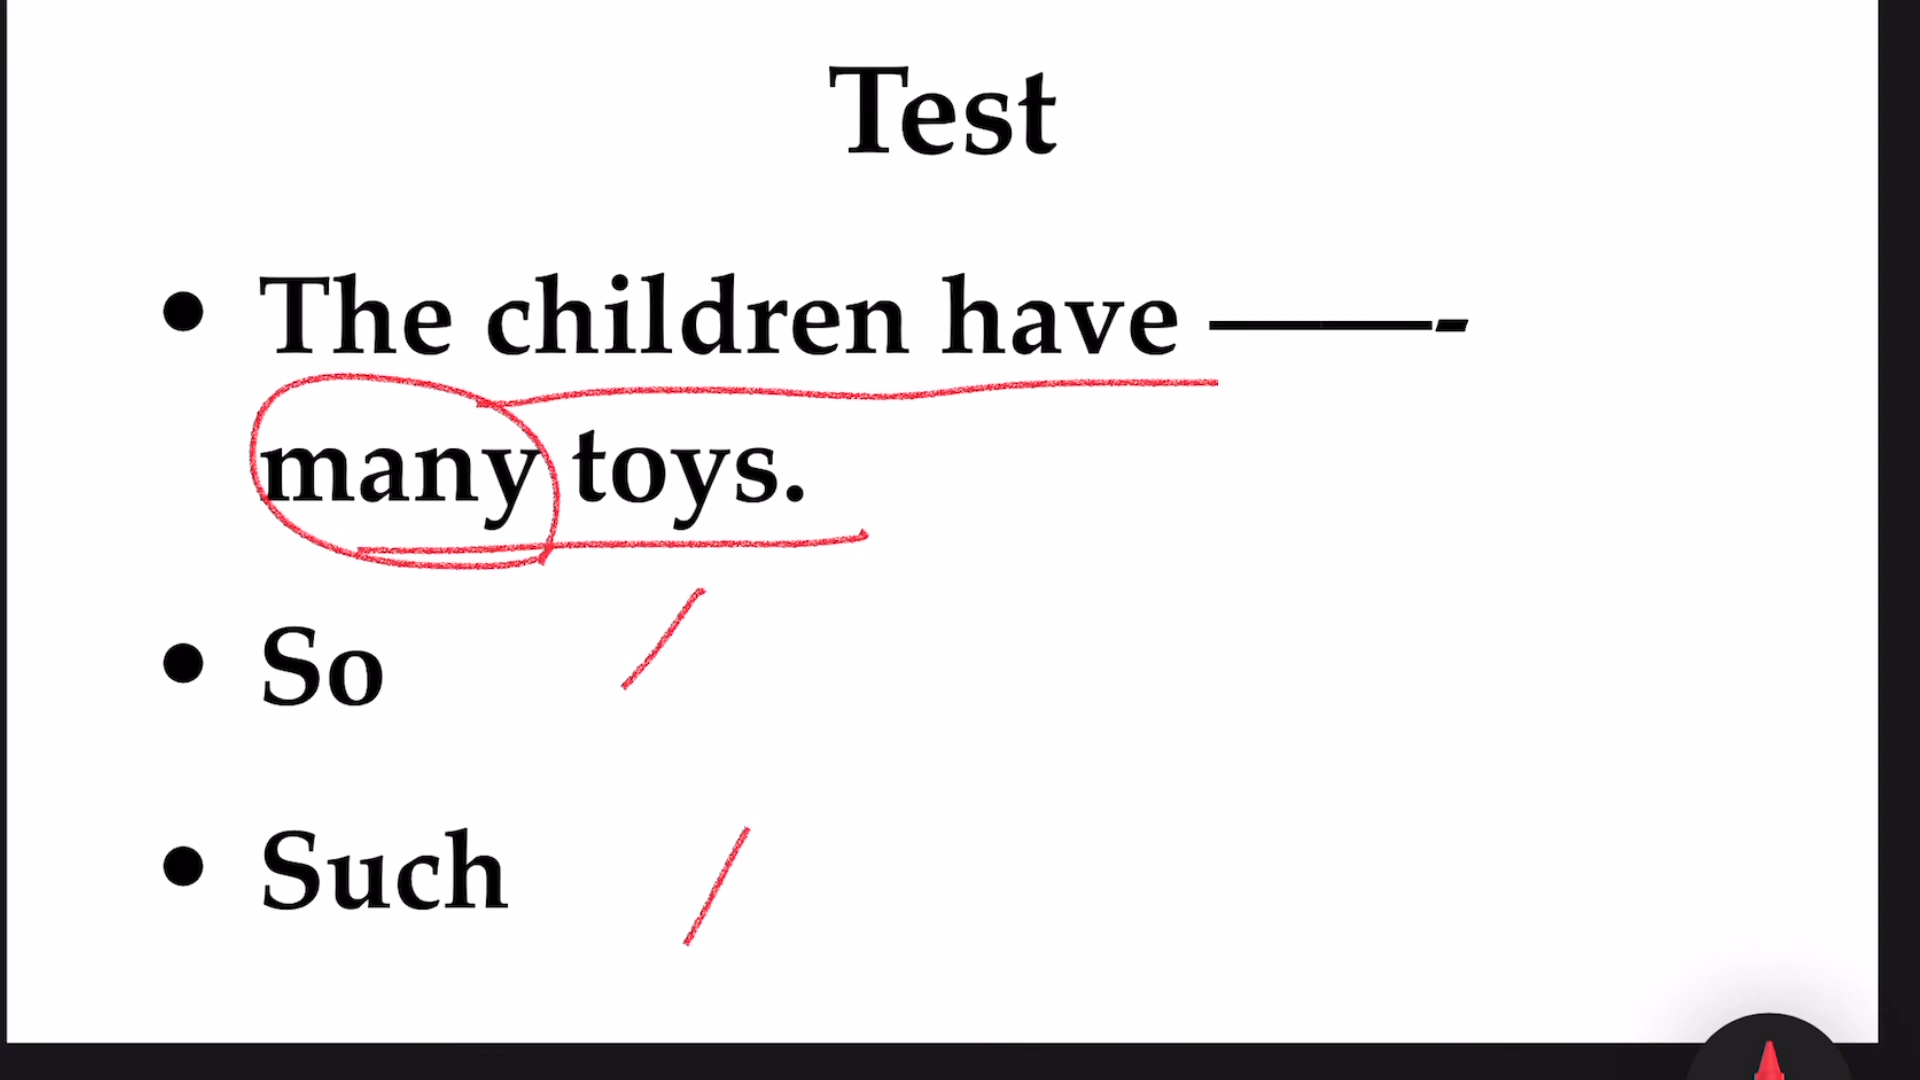 Test
• The children have ———-
many toys.
• So
• Such